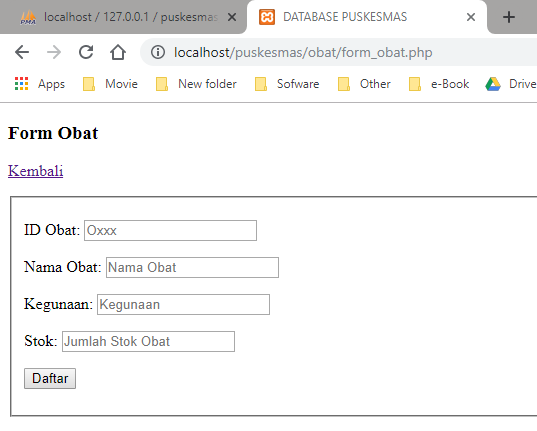 localhost / 127.0.0.1 / puskesmas
DATABASE PUSKESMAS
localhost/puskesmas/obat/form_obat.php
Apps Movie New folder Sofware Other e-Book Drive
Form Obat
Kembali
ID Obat: Oxxx
Nama Obat: Nama Obat
Kegunaan: Kegunaan
Stok: Jumlah Stok Obat
Daftar